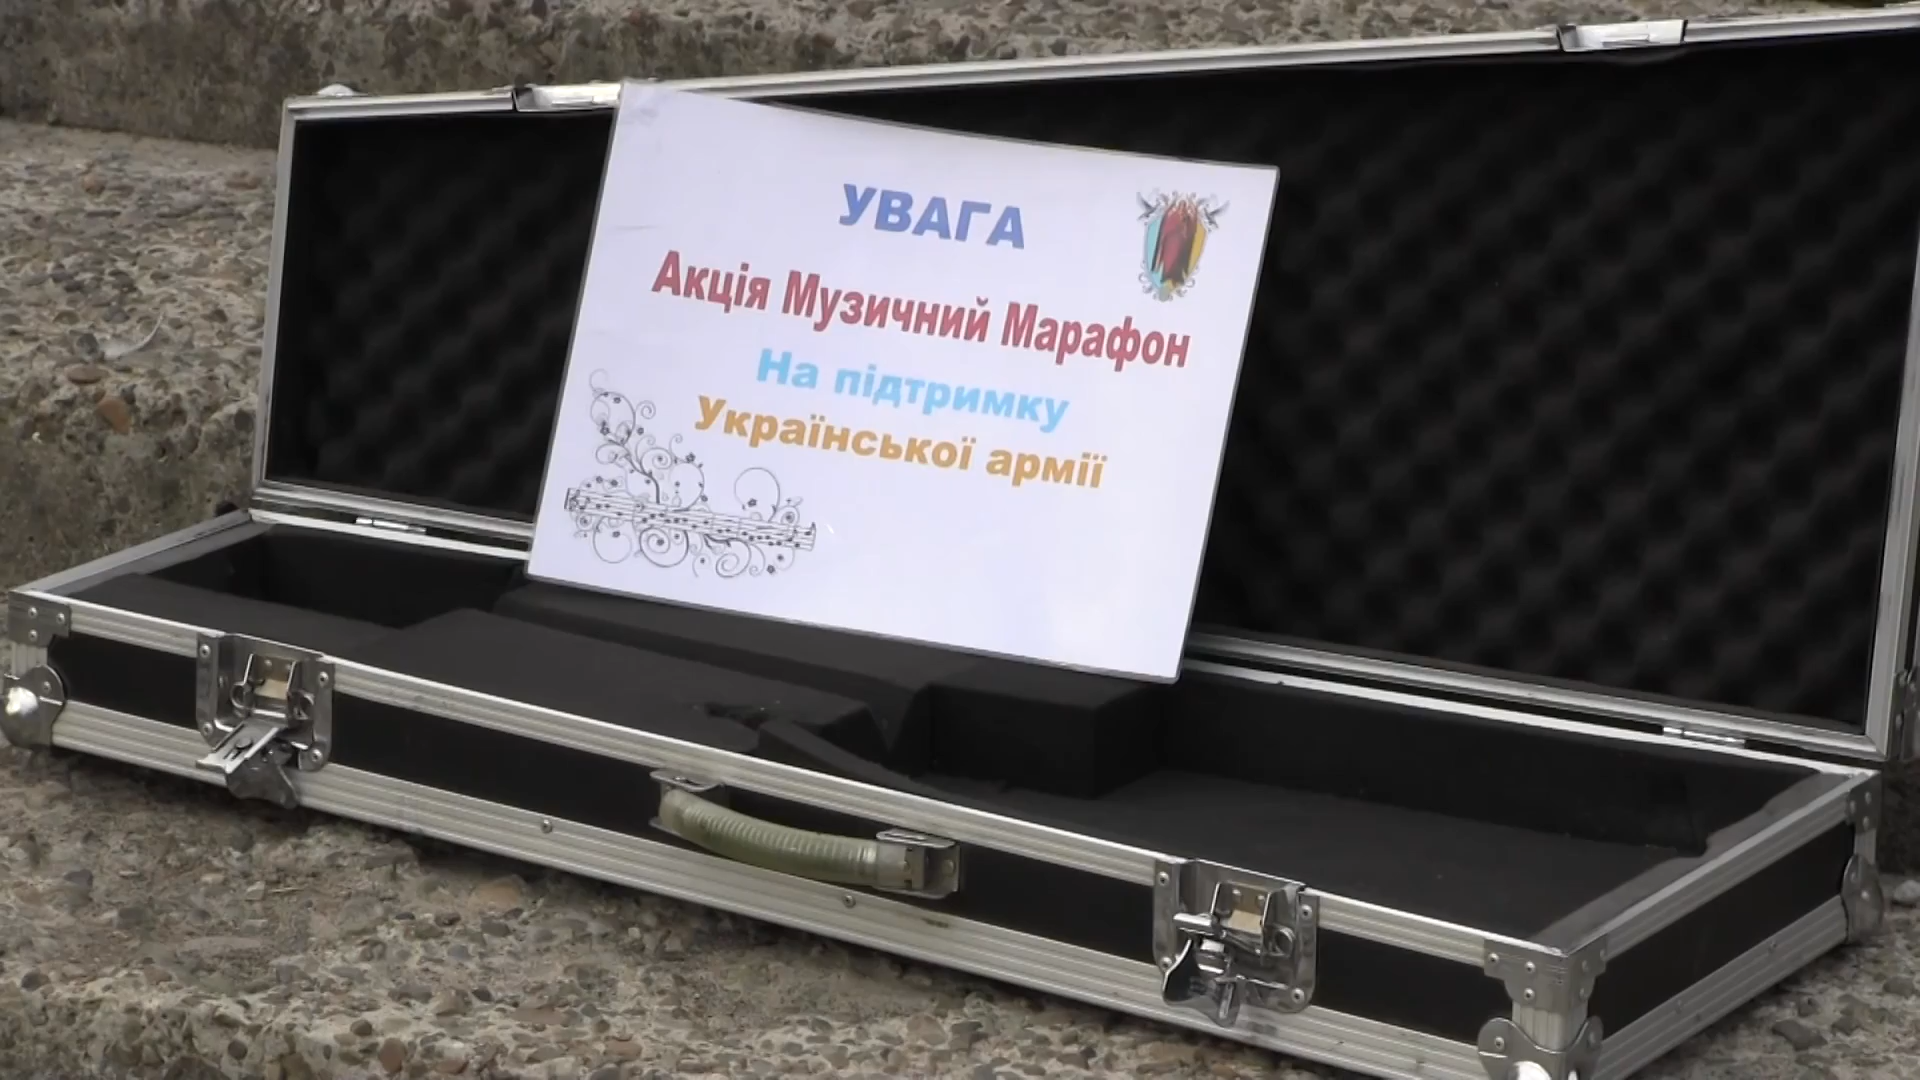 УВАГА
Акція Музичний Марафон
На підтримку
Української армії